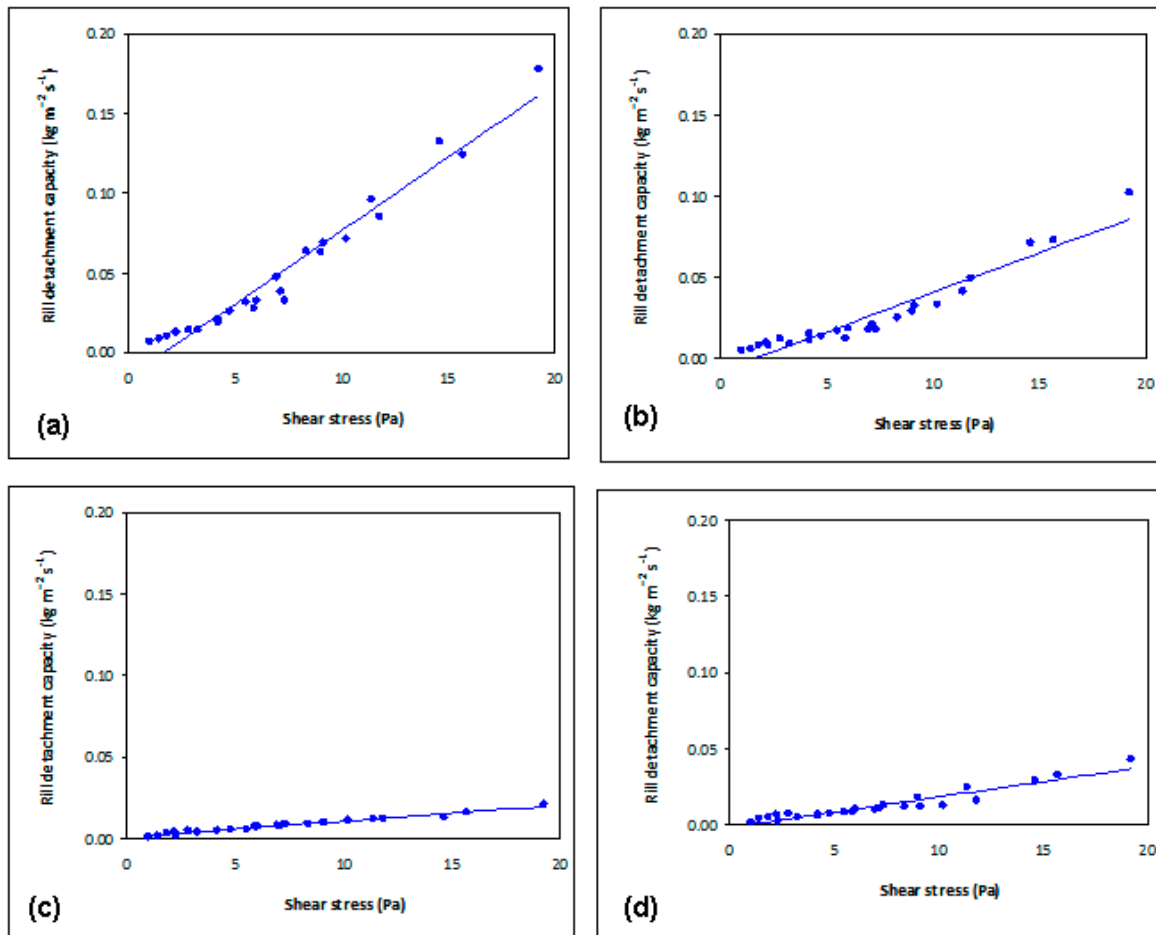 0.20
0.15
0.10
0.05
0.00
0 5 10 15 20
Rill detachment capacity (kg m⁻² s⁻¹)
Shear stress (Pa)
(a)
0.20
0.15
0.10
0.05
0.00
0 5 10 15 20
Rill detachment capacity (kg m⁻² s⁻¹)
Shear stress (Pa)
(b)
0.20
0.15
0.10
0.05
0.00
0 5 10 15 20
Rill detachment capacity (kg m⁻² s⁻¹)
Shear stress (Pa)
(c)
0.20
0.15
0.10
0.05
0.00
0 5 10 15 20
Rill detachment capacity (kg m⁻² s⁻¹)
Shear stress (Pa)
(d)